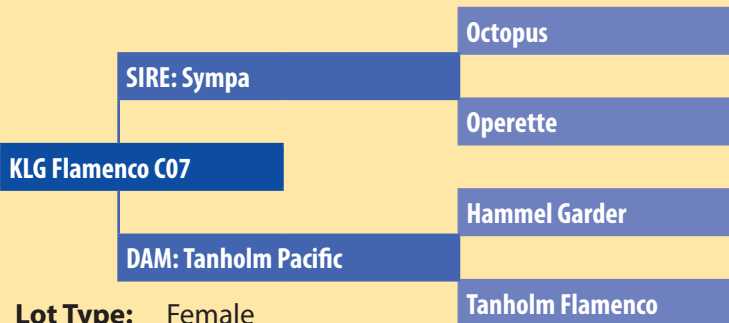 Octopus
SIRE: Sympa
Operette
KLG Flamenco C07
Hammel Garder
DAM: Tanholm Pacific
Tanholm Flamenco
Lot Type: Female